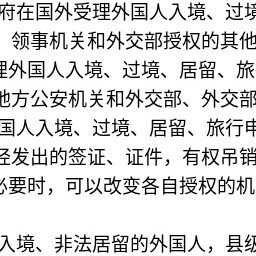 府在国外受理外国人入境、过境
领事机关和外交部授权的其他
理外国人入境、过境、居留、旅
地方公安机关和外交部、外交部
国人入境、过境、居留、旅行申
经发出的签证、证件，有权吊销
必要时，可以改变各自授权的机
入境、非法居留的外国人，县级